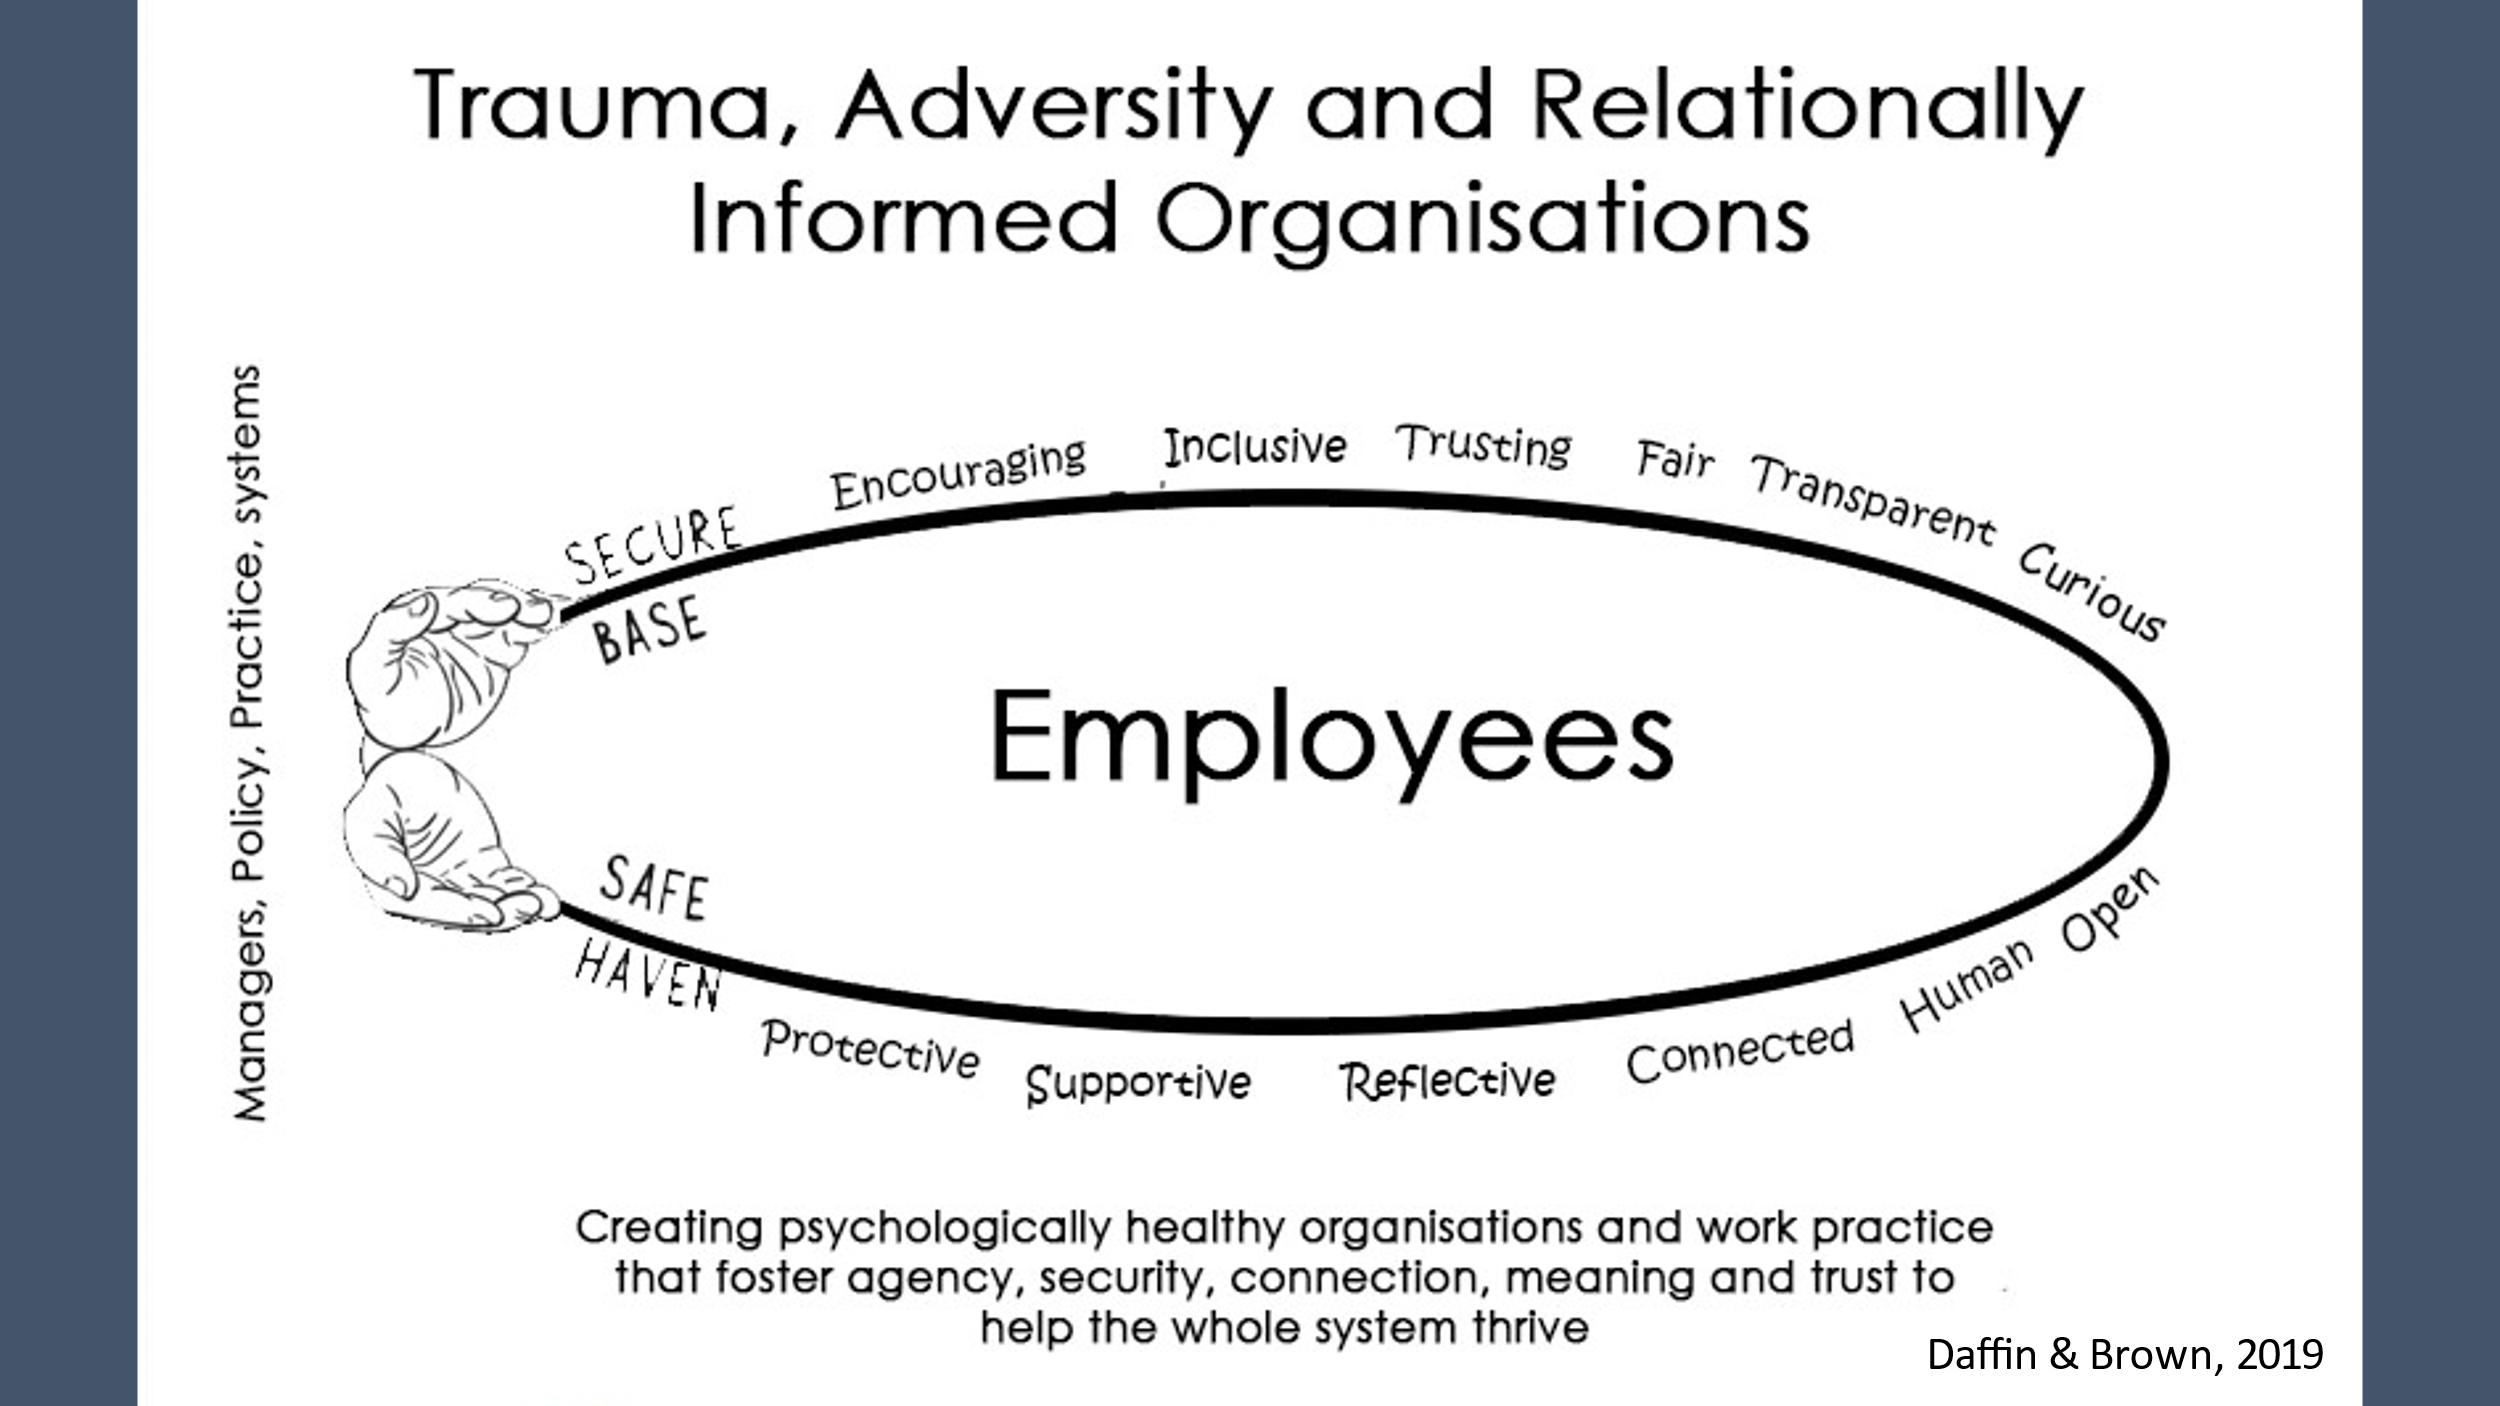 Trauma, Adversity and Relationally
Informed Organisations
Managers, Policy, Practice, systems
SECURE
BASE
Encouraging Inclusive Trusting Fair Transparent Curious
Employees
SAFE
HAVEN
Protective Supportive Reflective Connected Human Open
Creating psychologically healthy organisations and work practice
that foster agency, security, connection, meaning and trust to
help the whole system thrive
Daffin & Brown, 2019